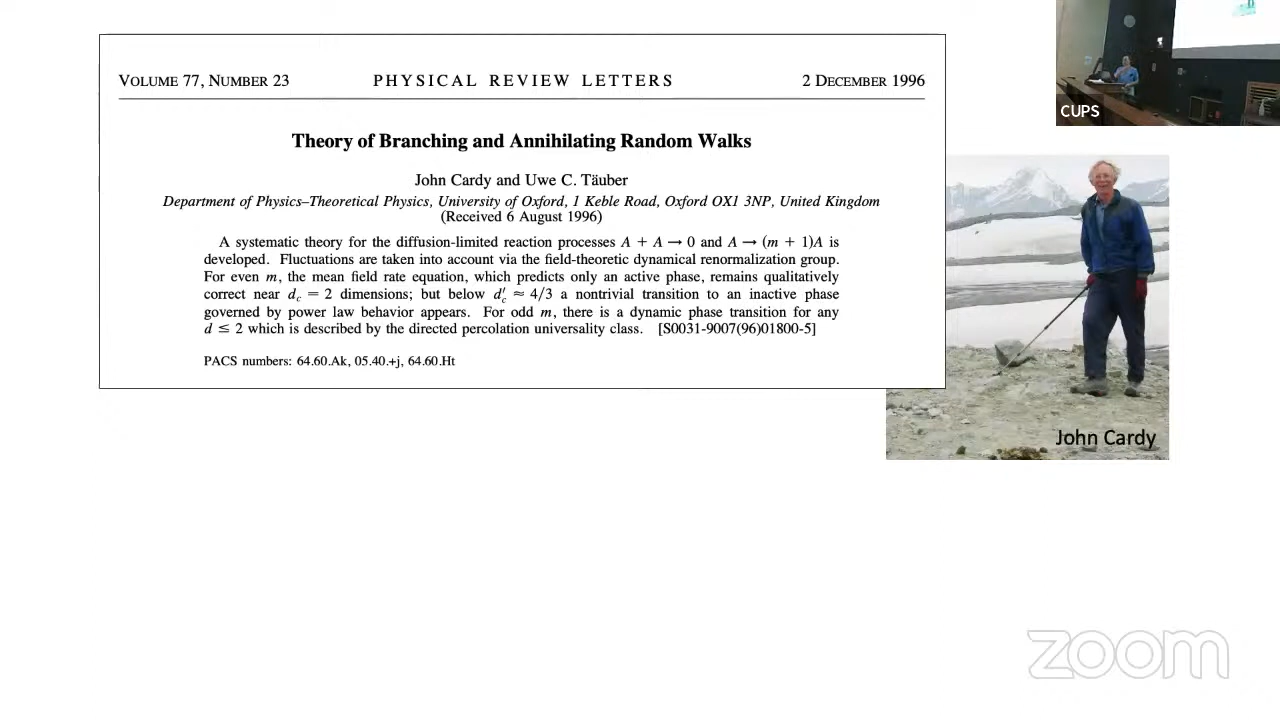 VOLUME 77, NUMBER 23
PHYSICAL REVIEW LETTERS
2 DECEMBER 1996
Theory of Branching and Annihilating Random Walks
John Cardy and Uwe C. Täuber
Department of Physics–Theoretical Physics, University of Oxford, 1 Keble Road, Oxford OX1 3NP, United Kingdom
(Received 6 August 1996)
A systematic theory for the diffusion-limited reaction processes A + A → 0 and A → (m + 1)A is
developed. Fluctuations are taken into account via the field-theoretic dynamical renormalization group.
For even m, the mean field rate equation, which predicts only an active phase, remains qualitatively
correct near d_c = 2 dimensions; but below d′_c ≈ 4/3 a nontrivial transition to an inactive phase
governed by power law behavior appears. For odd m, there is a dynamic phase transition for any
d ≤ 2 which is described by the directed percolation universality class. [S0031-9007(96)01800-5]
PACS numbers: 64.60.Ak, 05.40.+j, 64.60.Ht
CUPS
John Cardy
zoom